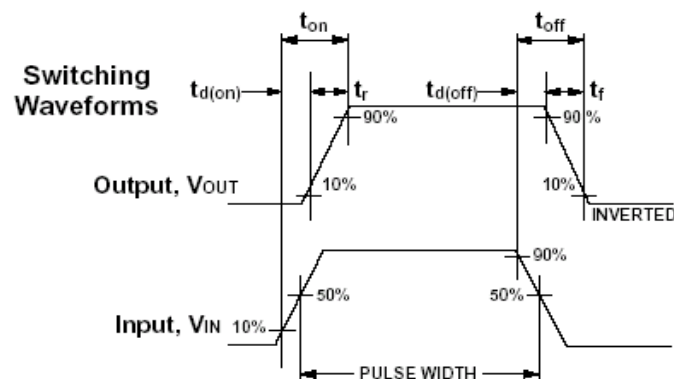 ton toff
Switching
Waveforms
td(on) tr td(off) tf
90% 90%
Output, VOUT
10% 10%
INVERTED
90%
50% 50%
Input, VIN 10%
PULSE WIDTH